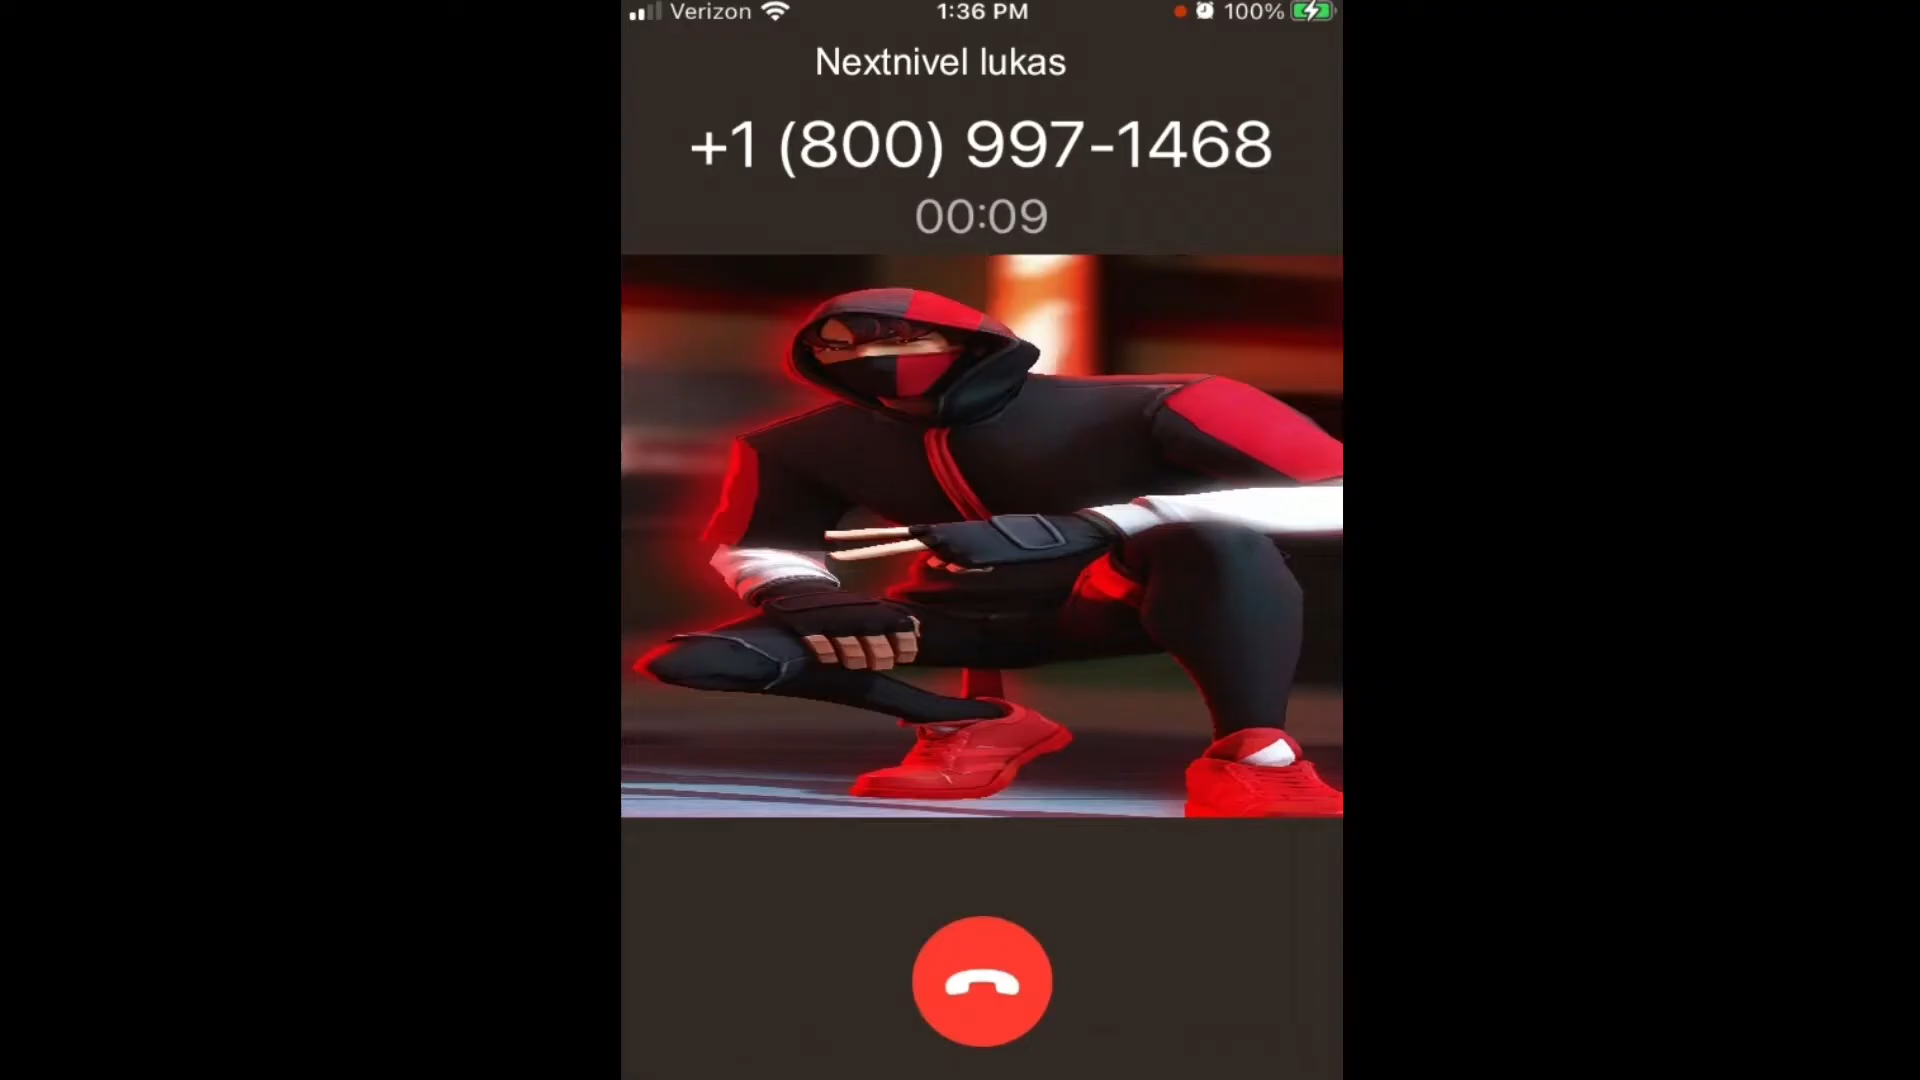 Verizon 1:36 PM 100%
Nextnivel lukas
+1 (800) 997-1468
00:09